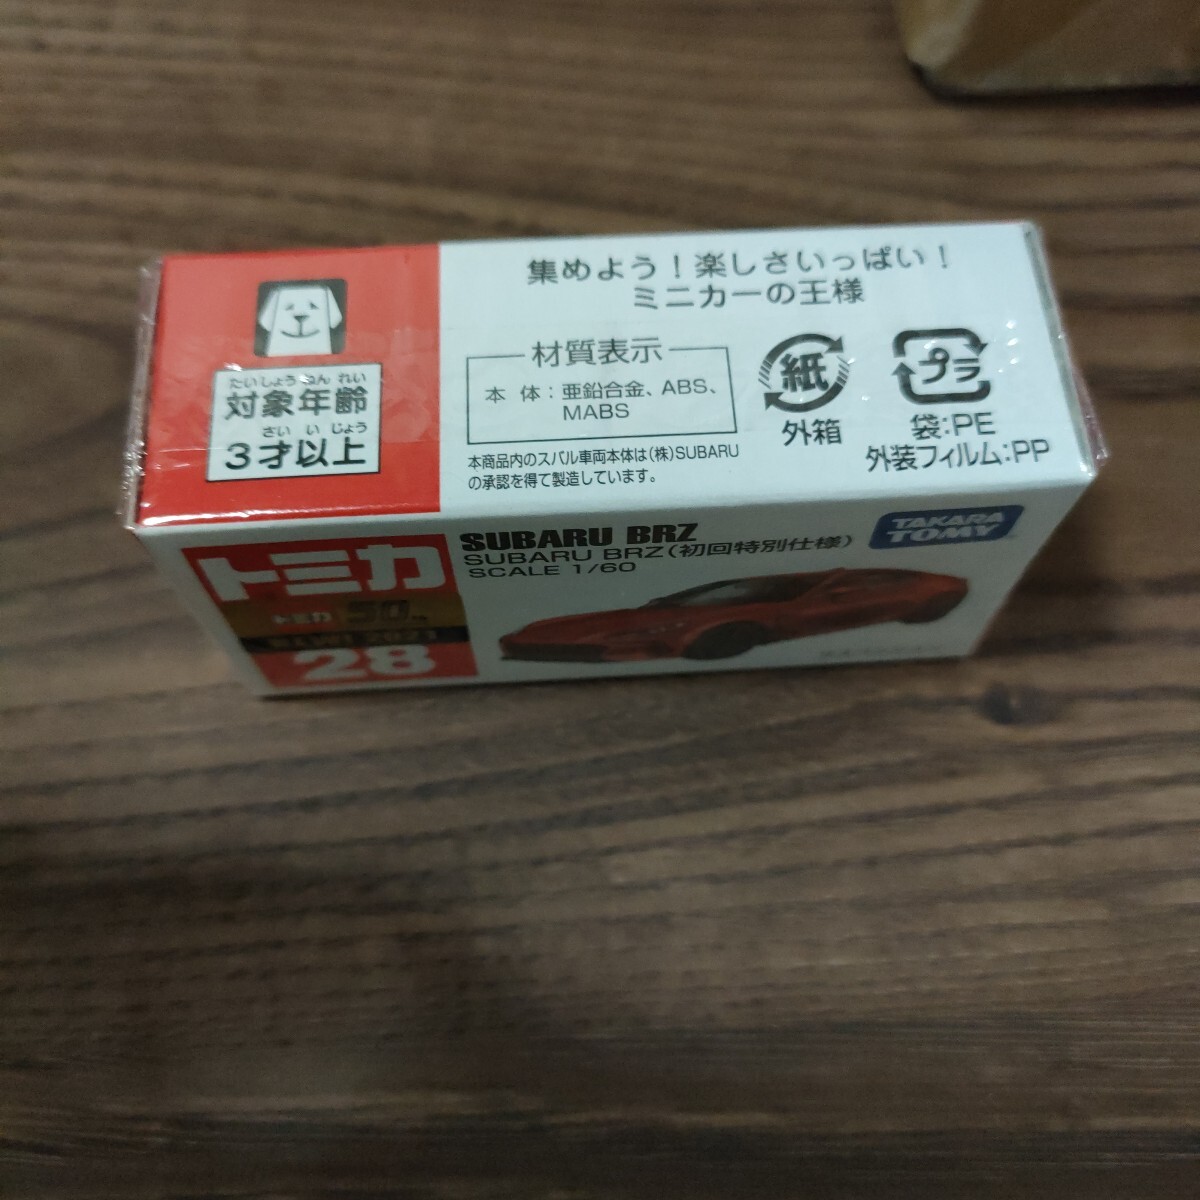 集めよう！楽しさいっぱい！
ミニカーの王様
たいしょう ねん れい
対象年齢
さい い じょう
3才以上
材質表示
本 体：亜鉛合金、ABS、
MABS
本商品内のスバル車両本体は(株)SUBARU
の承認を得て製造しています。
紙
外箱
プラ
袋:PE
外装フィルム:PP
トミカ
トミカ 50
2021
28
SUBARU BRZ
SUBARU BRZ(初回特別仕様)
SCALE 1/60
TAKARA
TOMY